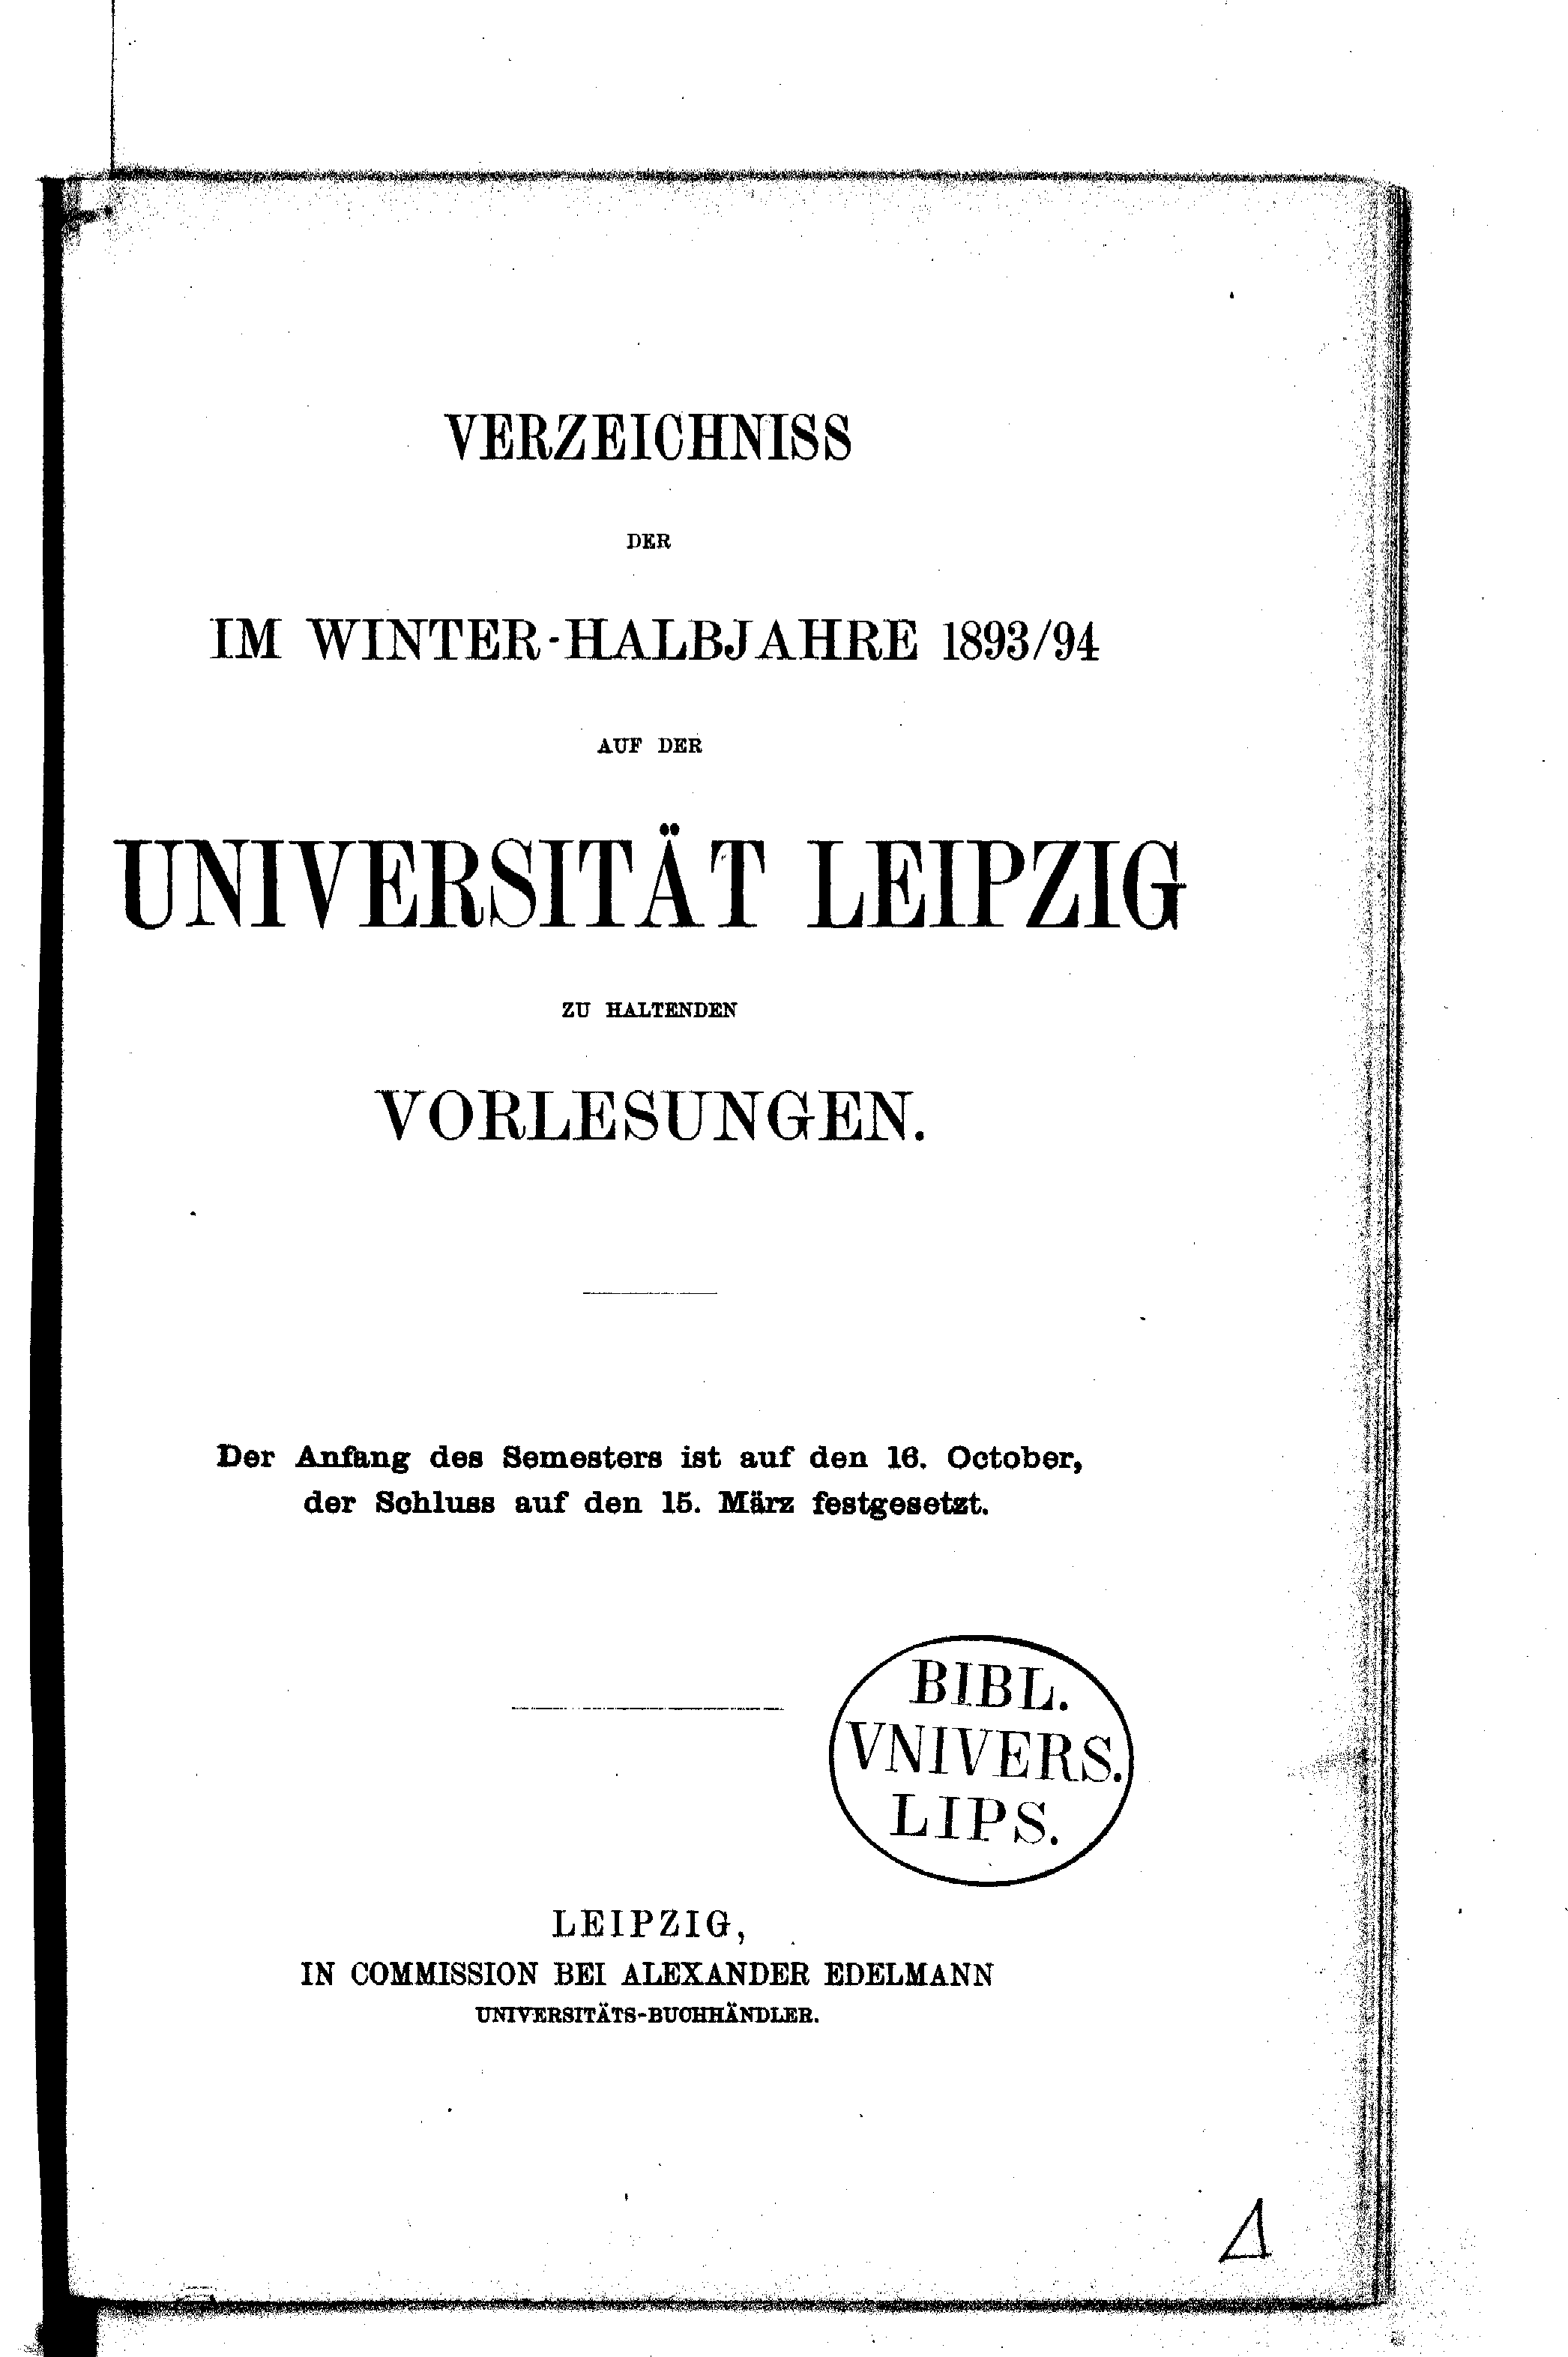 VERZEICHNISS
DER
IM WINTER-HALBJAHRE 1893/94
AUF DER
UNIVERSITÄT LEIPZIG
ZU HALTENDEN
VORLESUNGEN.
Der Anfang des Semesters ist auf den 16. October,
der Schluss auf den 15. März festgesetzt.
BIBL.
VNIVERS.
LIPS.
LEIPZIG,
IN COMMISSION BEI ALEXANDER EDELMANN
UNIVERSITÄTS-BUCHHÄNDLER.